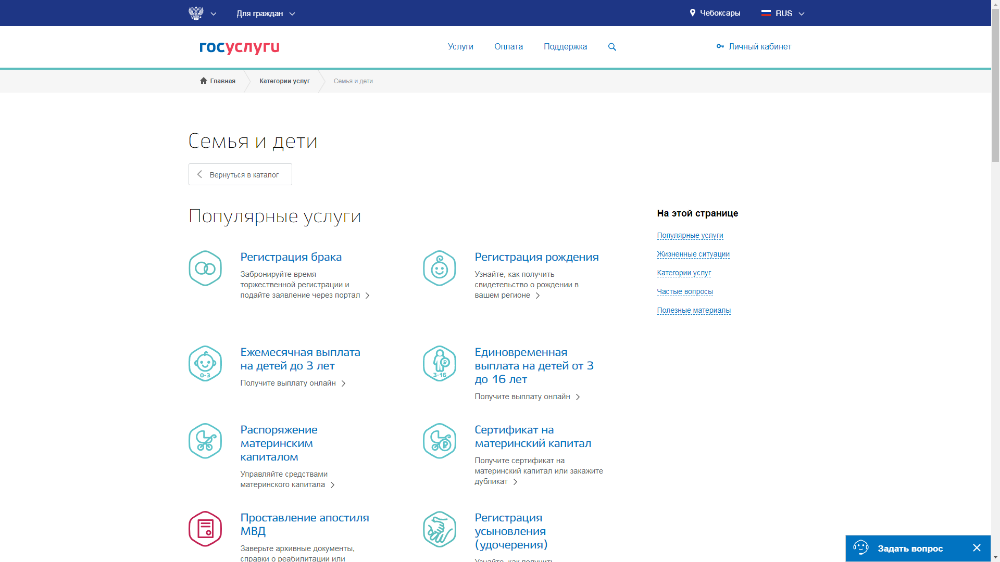 Для граждан
Чебоксары
RUS
госуслуги
Услуги
Оплата
Поддержка
Личный кабинет
Главная
Категории услуг
Семья и дети
Семья и дети
Вернуться в каталог
Популярные услуги
Регистрация брака
Забронируйте время
торжественной регистрации и
подайте заявление через портал
Регистрация рождения
Узнайте, как получить
свидетельство о рождении в
вашем регионе
0-3
Ежемесячная выплата
на детей до 3 лет
Получите выплату онлайн
3-16
Единовременная
выплата на детей от 3
до 16 лет
Получите выплату онлайн
Распоряжение
материнским
капиталом
Управляйте средствами
материнского капитала
Сертификат на
материнский капитал
Получите сертификат на
материнский капитал или закажите
дубликат
Проставление апостиля
МВД
Заверьте архивные документы,
справки о реабилитации или
Регистрация
усыновления
(удочерения)
Узнайте, как получить
На этой странице
Популярные услуги
Жизненные ситуации
Категории услуг
Частые вопросы
Полезные материалы
Задать вопрос